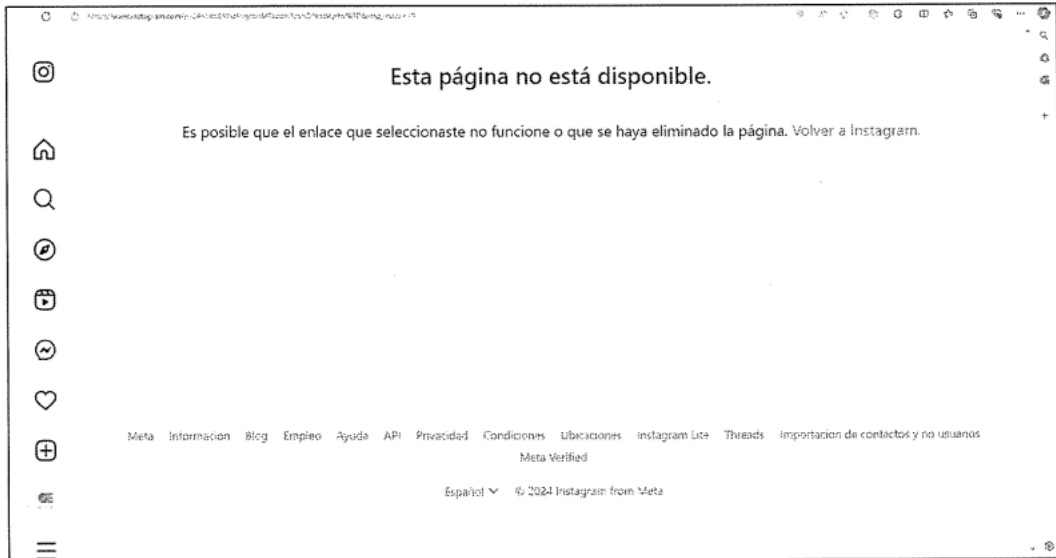 Esta página no está disponible.
Es posible que el enlace que seleccionaste no funcione o que se haya eliminado la página. Volver a Instagram.
Meta Información Blog Empleo Ayuda API Privacidad Condiciones Ubicaciones Instagram Lite Threads Importación de contactos y no usuarios
Meta Verified
Español © 2024 Instagram from Meta